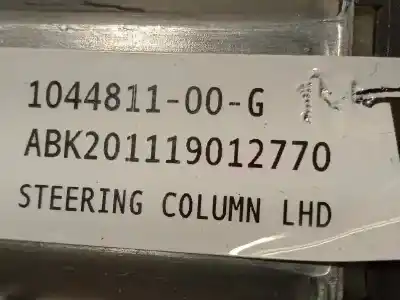 1044811-00-G
ABK201119012770
STEERING COLUMN LHD